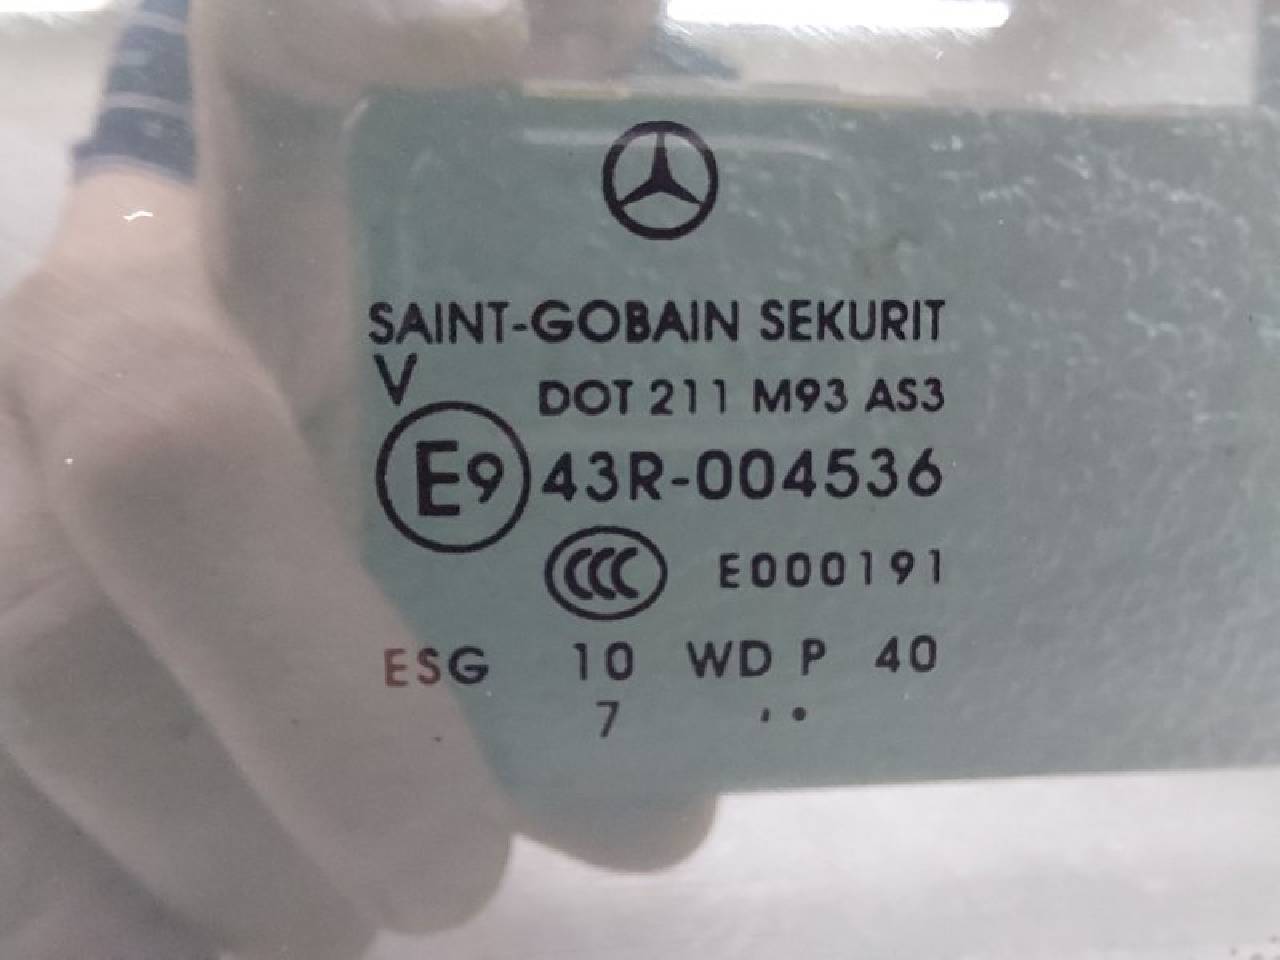 SAINT-GOBAIN SEKURIT
V
DOT 211 M93 AS3
E9 43R-004536
CCC E000191
ESG 10 WD P 40
7 ..